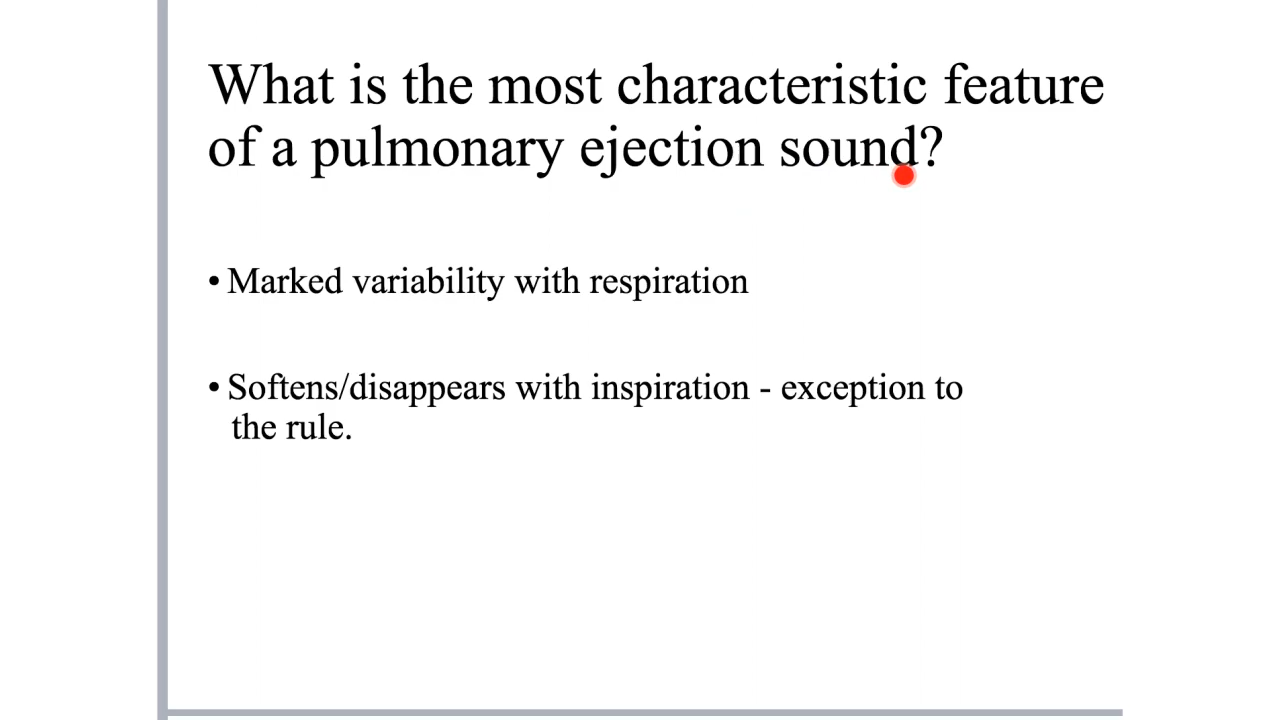 What is the most characteristic feature
of a pulmonary ejection sound?
• Marked variability with respiration
• Softens/disappears with inspiration - exception to
the rule.